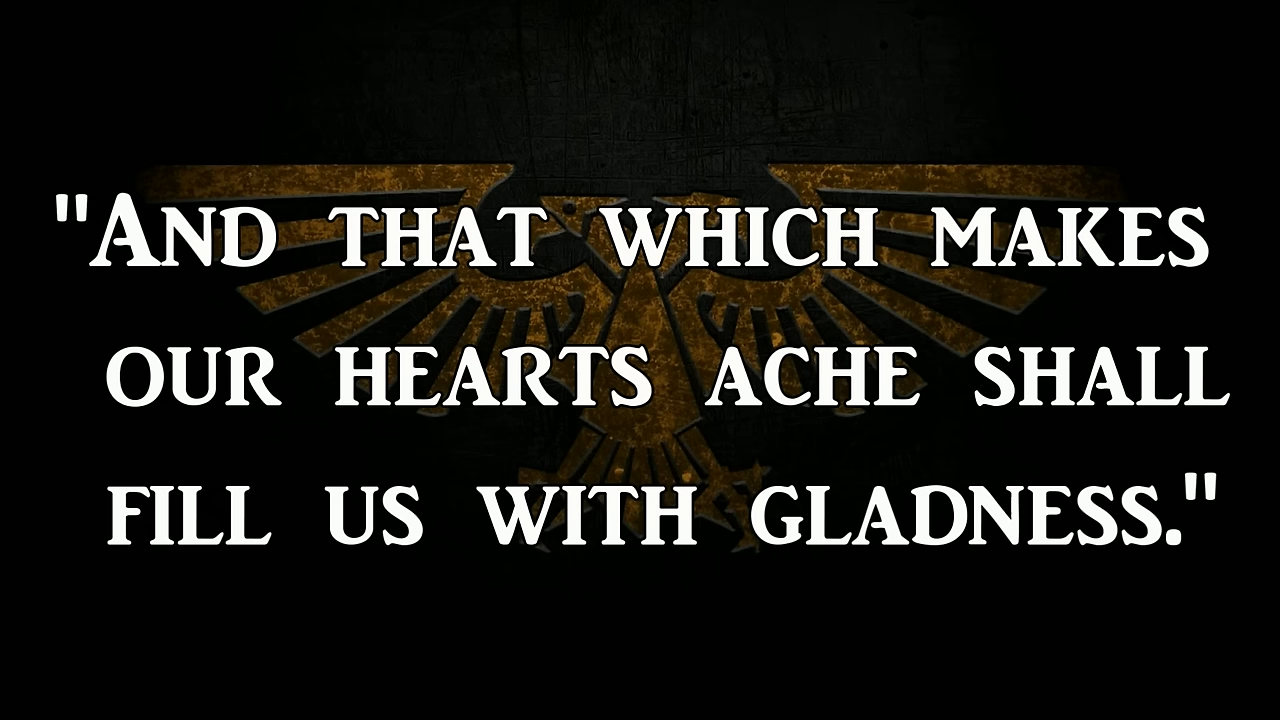 "And that which makes
our hearts ache shall
fill us with gladness."